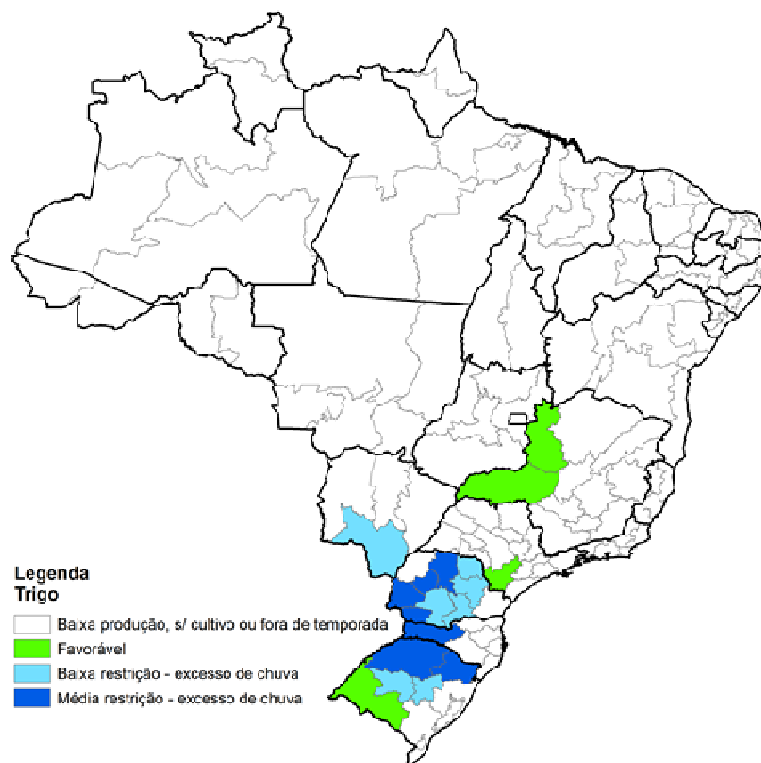 Legenda
Trigo
Baixa produção, s/ cultivo ou fora de temporada
Favorável
Baixa restrição - excesso de chuva
Média restrição - excesso de chuva